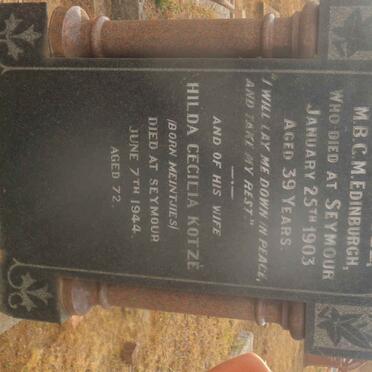 M.B.C.M. EDINBURGH,
WHO DIED AT SEYMOUR
JANUARY 25TH 1903
AGED 39 YEARS.
"I WILL LAY ME DOWN IN PEACE,
AND TAKE MY REST."
AND OF HIS WIFE
HILDA CECILIA KOTZÉ
(BORN MEINTJIES)
DIED AT SEYMOUR
JUNE 7TH 1944.
AGED 72.